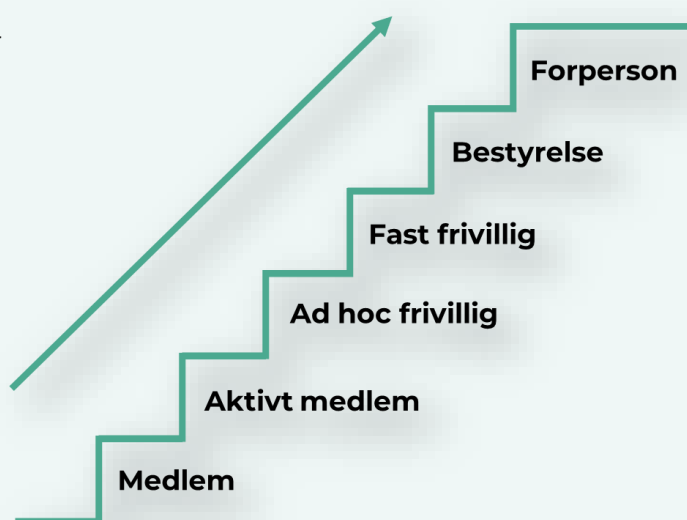 Forperson
Bestyrelse
Fast frivillig
Ad hoc frivillig
Aktivt medlem
Medlem